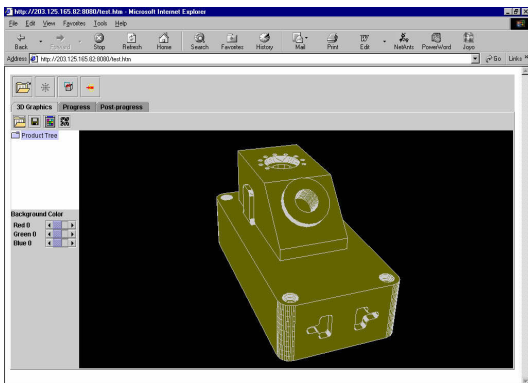 http://203.125.165.82:8080/test.htm - Microsoft Internet Explorer
File Edit View Favorites Tools Help
Back Forward Stop Refresh Home Search Favorites History Mail Print Edit NetAnts PowerWord Joyo
Address http://203.125.165.82:8080/test.htm Go Links
3D Graphics Progress Post-progress
Product Tree
Background Color
Red 0
Green 0
Blue 0